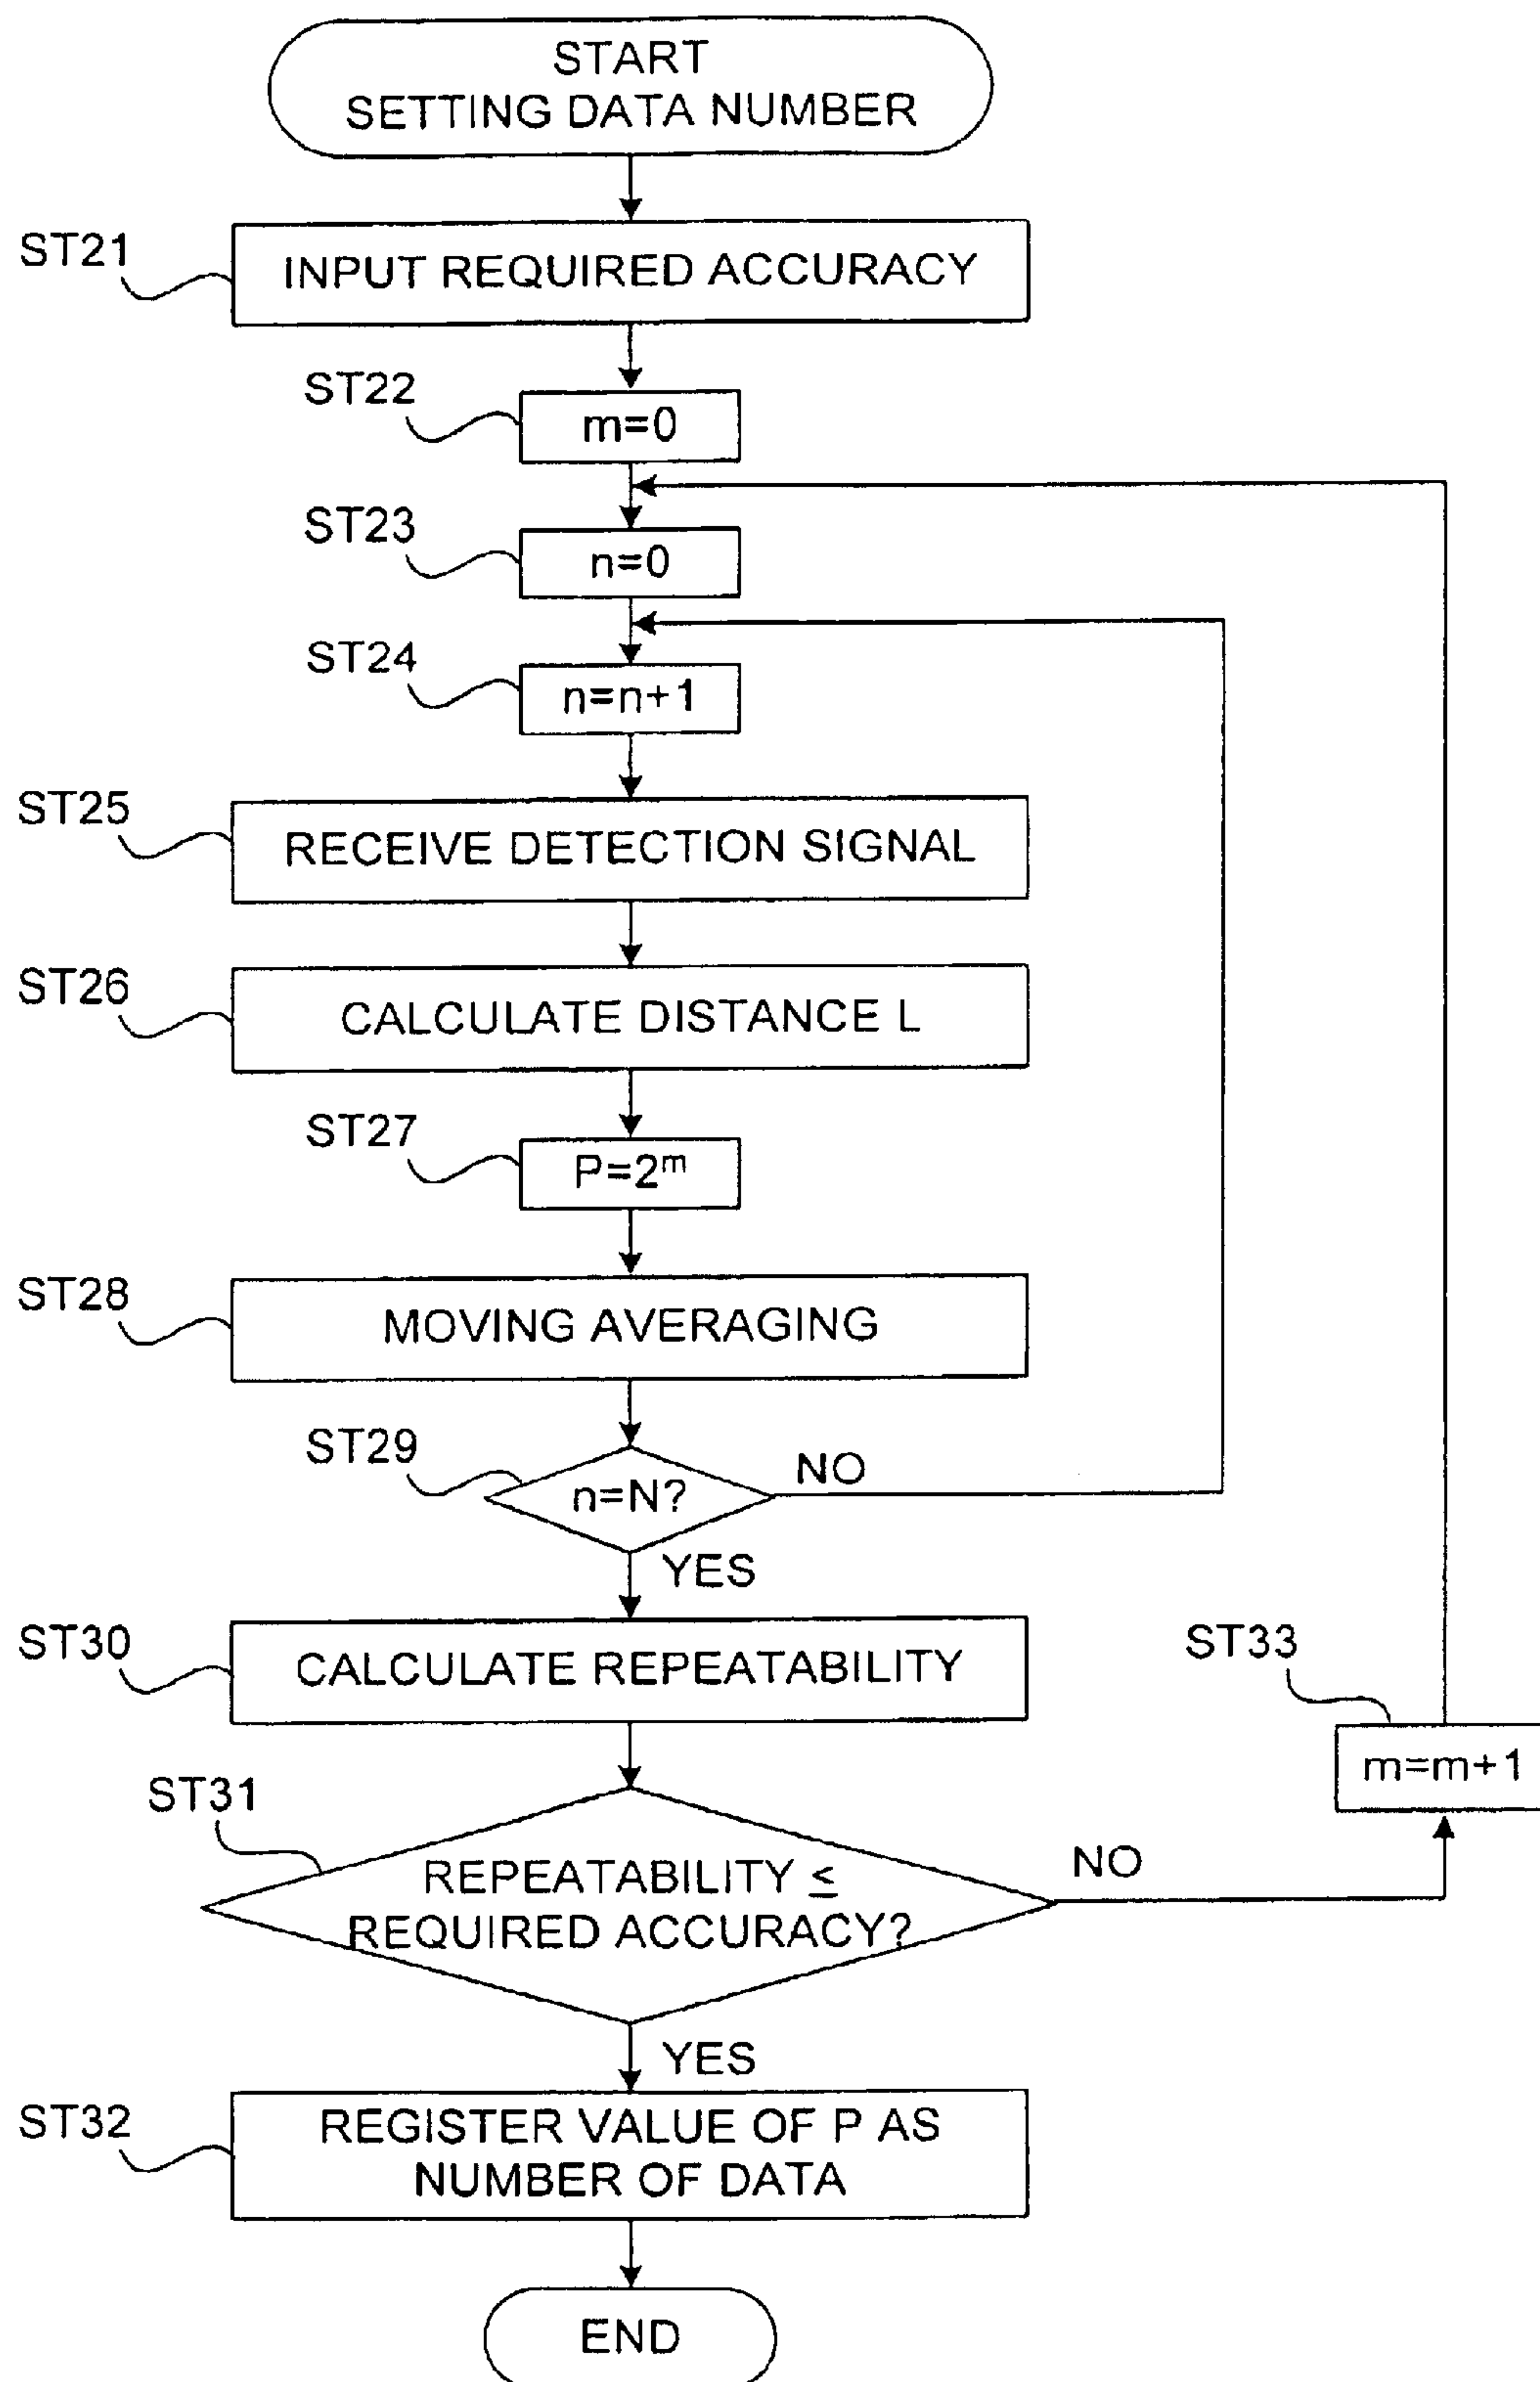 START
SETTING DATA NUMBER
ST21
INPUT REQUIRED ACCURACY
ST22
m=0
ST23
n=0
ST24
n=n+1
ST25
RECEIVE DETECTION SIGNAL
ST26
CALCULATE DISTANCE L
ST27
P=2ᵐ
ST28
MOVING AVERAGING
ST29
n=N?
NO
YES
ST30
CALCULATE REPEATABILITY
ST33
m=m+1
ST31
REPEATABILITY ≤
REQUIRED ACCURACY?
NO
YES
ST32
REGISTER VALUE OF P AS
NUMBER OF DATA
END